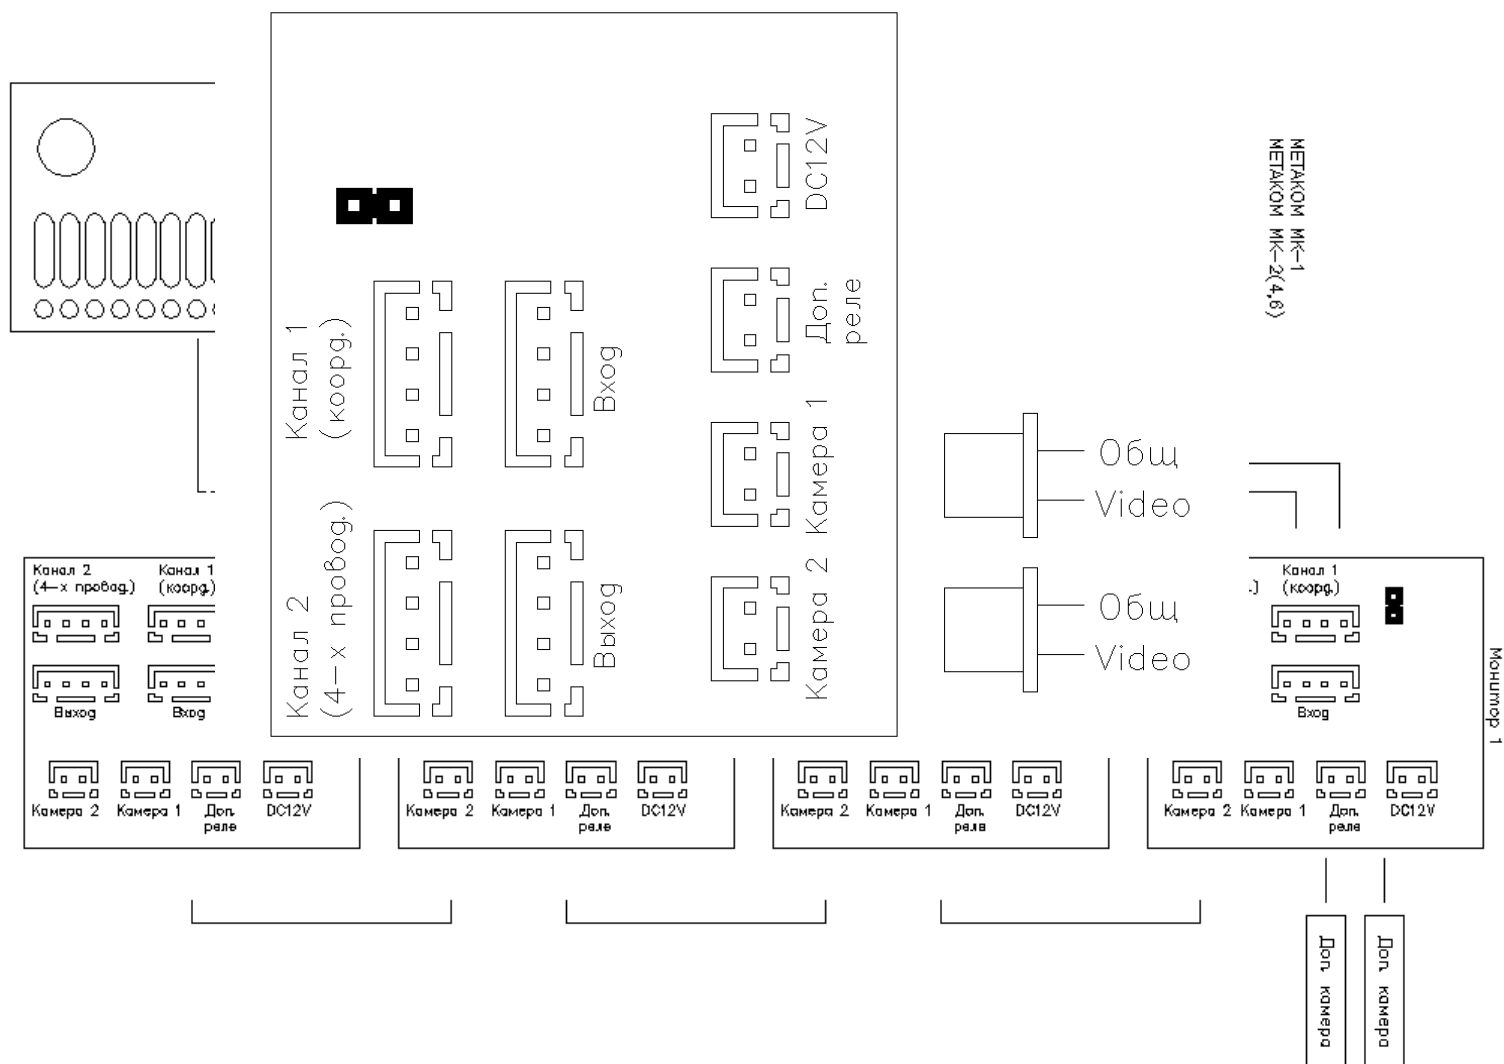 DC12V
Доп.
реле
Камера 1
Камера 2
Канал 1
(коорд.)
Вход
Канал 2
(4-х провод.)
Выход
Общ
Video
Общ
Video
МЕТАКОМ МК-1
МЕТАКОМ МК-2(4,6)
Канал 2
(4-х провод.)
Канал 1
(коорд.)
Выход
Вход
Камера 2
Камера 1
Доп.
реле
DC12V
Камера 2
Камера 1
Доп.
реле
DC12V
Камера 2
Камера 1
Доп.
реле
DC12V
.)
Канал 1
(коорд.)
Вход
Камера 2
Камера 1
Доп.
реле
DC12V
Монитор 1
Доп. камера
Доп. камера